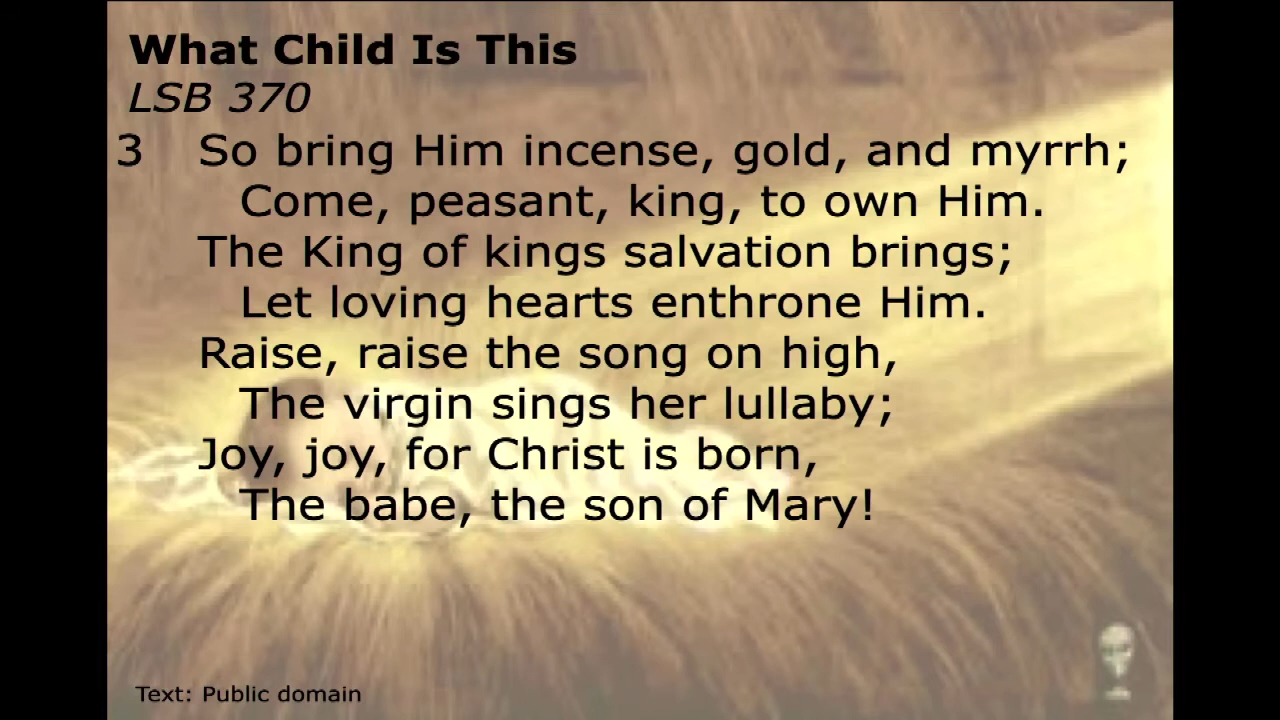 What Child Is This
LSB 370
3 So bring Him incense, gold, and myrrh;
Come, peasant, king, to own Him.
The King of kings salvation brings;
Let loving hearts enthrone Him.
Raise, raise the song on high,
The virgin sings her lullaby;
Joy, joy, for Christ is born,
The babe, the son of Mary!
Text: Public domain